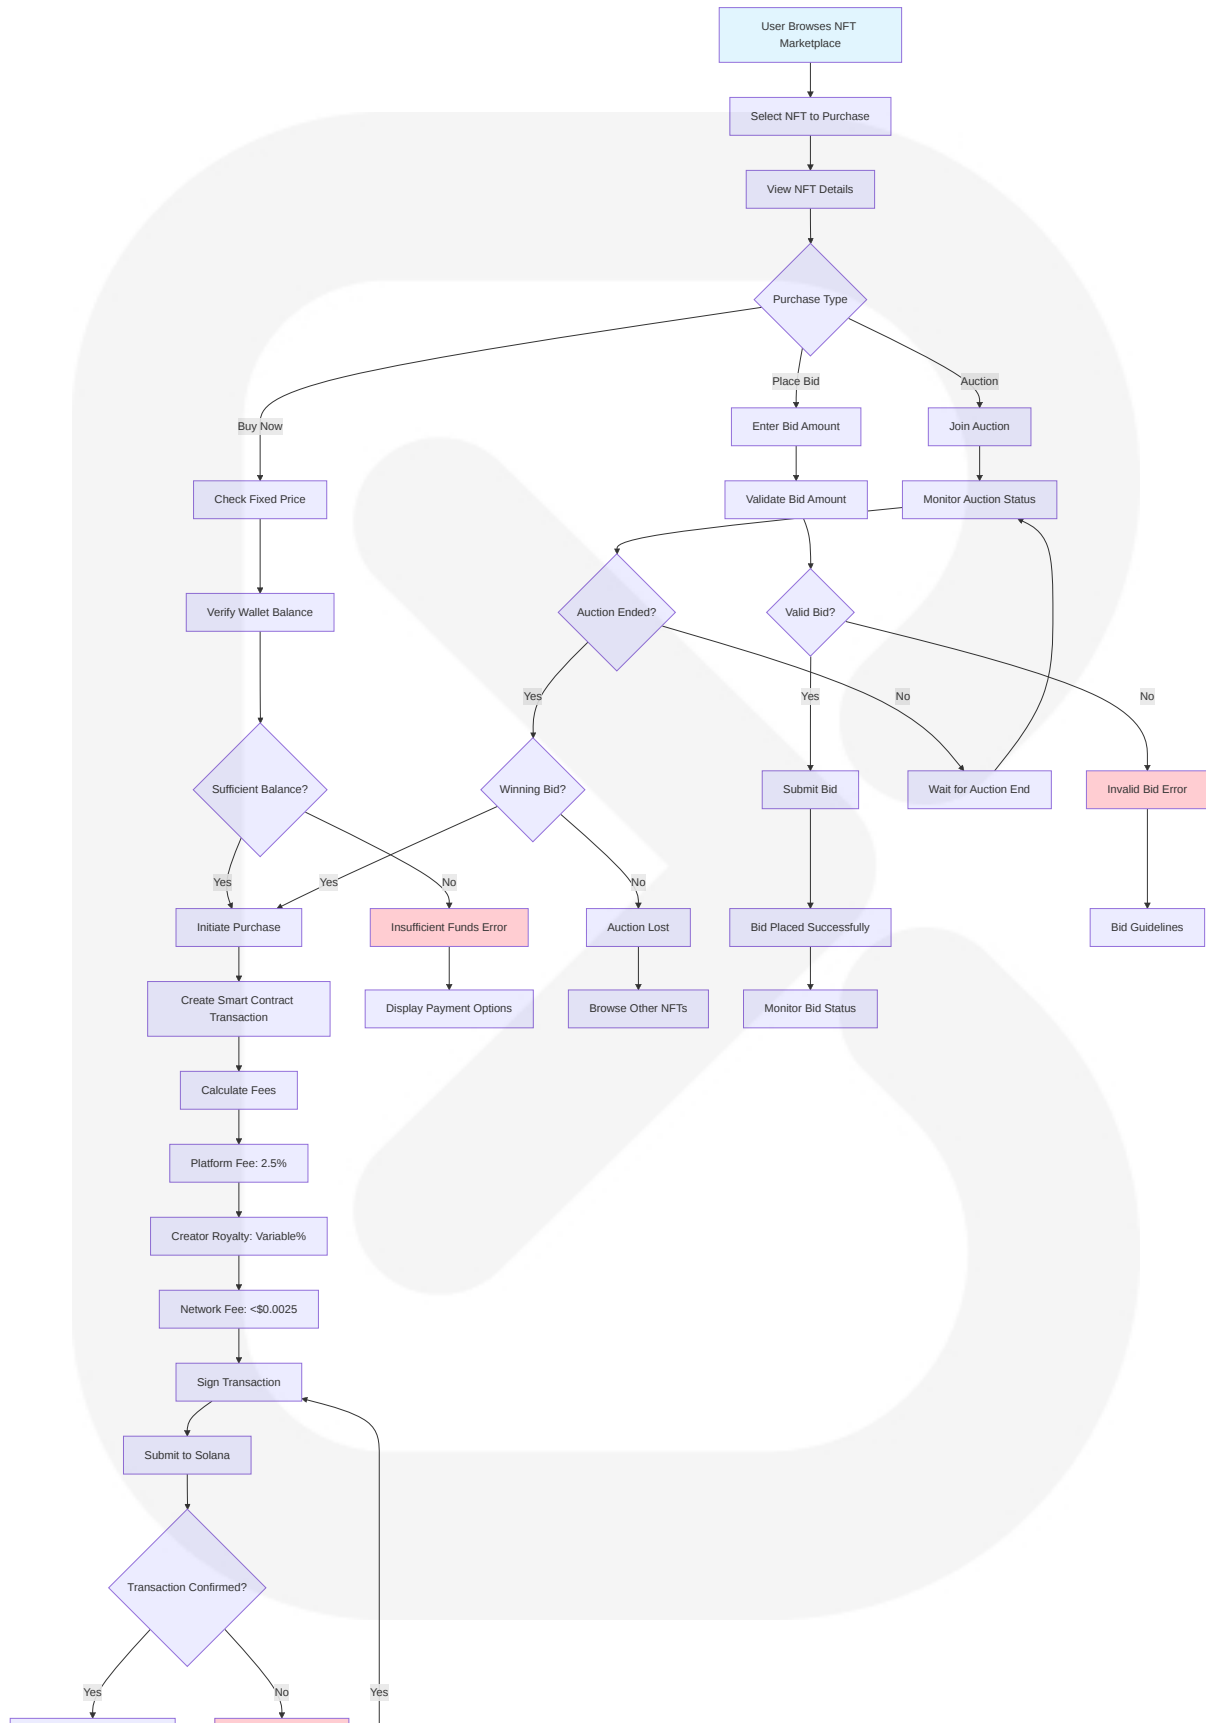 User Browses NFT
Marketplace
Select NFT to Purchase
View NFT Details
Purchase Type
Place Bid
Auction
Buy Now
Enter Bid Amount
Join Auction
Check Fixed Price
Validate Bid Amount
Monitor Auction Status
Verify Wallet Balance
Auction Ended?
Valid Bid?
Yes
Yes
No
No
Sufficient Balance?
Winning Bid?
Submit Bid
Wait for Auction End
Invalid Bid Error
Yes
Yes
No
No
Initiate Purchase
Insufficient Funds Error
Auction Lost
Bid Placed Successfully
Bid Guidelines
Create Smart Contract
Transaction
Display Payment Options
Browse Other NFTs
Monitor Bid Status
Calculate Fees
Platform Fee: 2.5%
Creator Royalty: Variable%
Network Fee: <$0.0025
Sign Transaction
Submit to Solana
Transaction Confirmed?
Yes
No
Yes